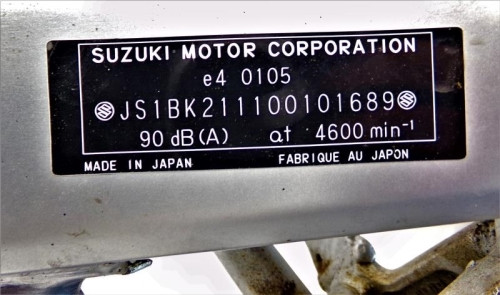 SUZUKI MOTOR CORPORATION
e4 0105
JS1BK211100101689
90 dB(A) at 4600 min⁻¹
MADE IN JAPAN FABRIQUE AU JAPON